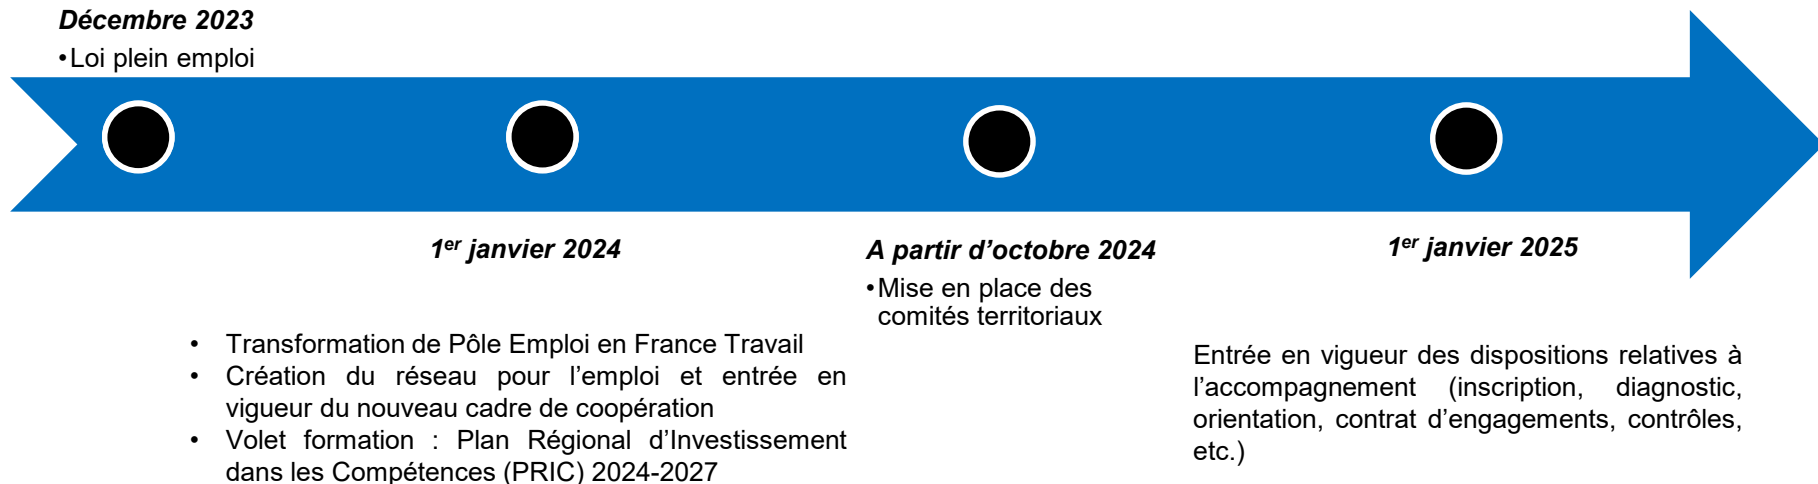 Décembre 2023
•Loi plein emploi
1er janvier 2024
• Transformation de Pôle Emploi en France Travail
• Création du réseau pour l’emploi et entrée en
vigueur du nouveau cadre de coopération
• Volet formation : Plan Régional d’Investissement
dans les Compétences (PRIC) 2024-2027
A partir d’octobre 2024
•Mise en place des
comités territoriaux
1er janvier 2025
Entrée en vigueur des dispositions relatives à
l’accompagnement (inscription, diagnostic,
orientation, contrat d’engagements, contrôles,
etc.)